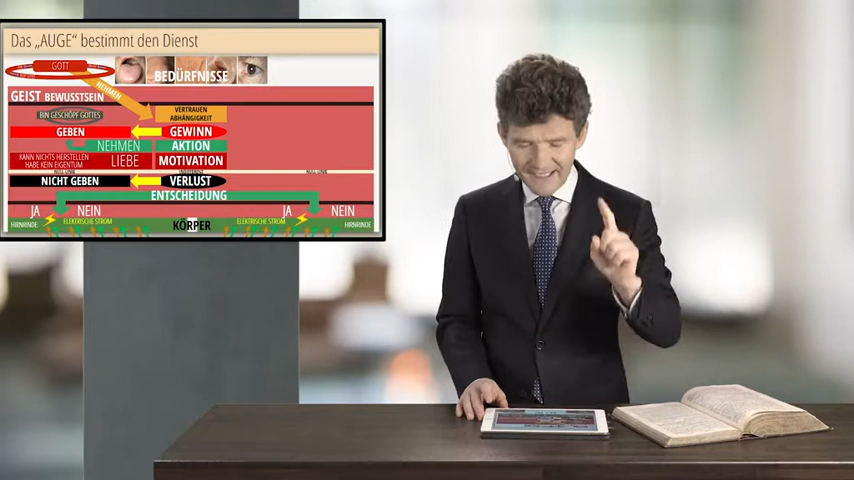 Das „AUGE“ bestimmt den Dienst
GOTT
BEDÜRFNISSE
NEHMEN
GEIST BEWUSSTSEIN
VERTRAUEN
ABHÄNGIGKEIT
BIN GESCHÖPF GOTTES
GEBEN
GEWINN
NEHMEN
AKTION
KANN NICHTS HERSTELLEN
HABE KEIN EIGENTUM
LIEBE
MOTIVATION
NICHT GEBEN
VERLUST
ENTSCHEIDUNG
JA
NEIN
JA
NEIN
HIRNRINDE
ELEKTRISCHE STROM
KÖRPER
ELEKTRISCHE STROM
HIRNRINDE